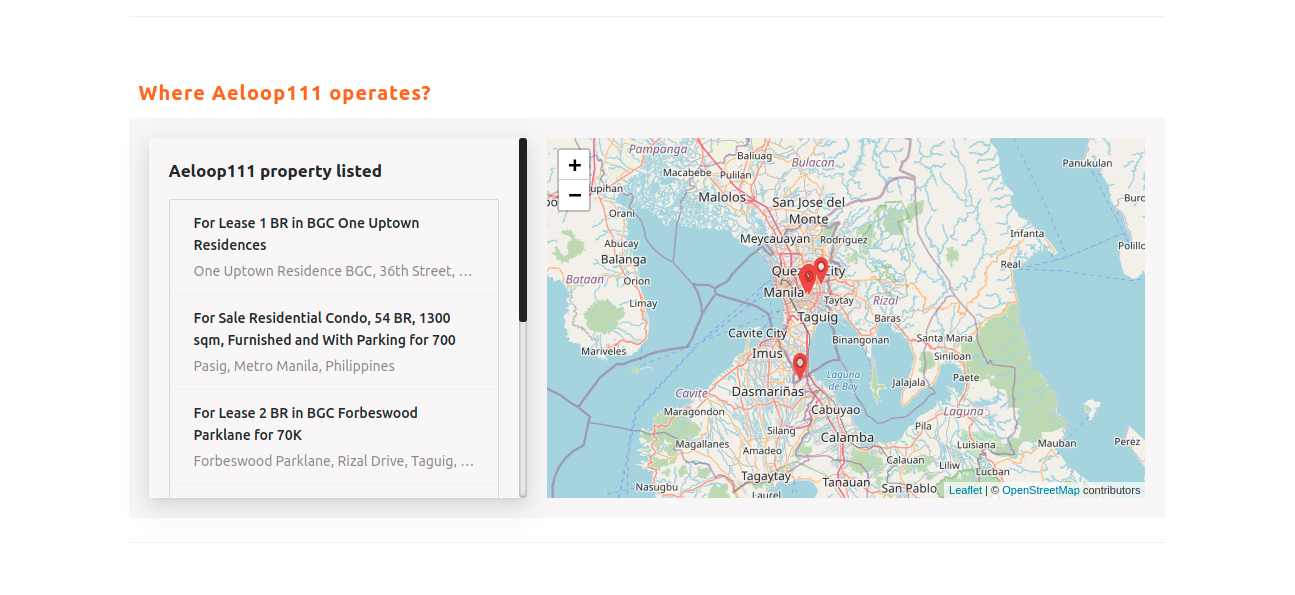 Where Aeloop111 operates?
Aeloop111 property listed
For Lease 1 BR in BGC One Uptown
Residences
One Uptown Residence BGC, 36th Street, …
For Sale Residential Condo, 54 BR, 1300
sqm, Furnished and With Parking for 700
Pasig, Metro Manila, Philippines
For Lease 2 BR in BGC Forbeswood
Parklane for 70K
Forbeswood Parklane, Rizal Drive, Taguig, …
+
−
Pampanga
Baliuag
Bulacan
Macabebe
Pulilan
Panukulan
Malolos
San Jose del
Monte
Orani
Meycauayan
Rodriguez
Infanta
Abucay
Balanga
Real
Bataan
Orion
Manila
Taytay
Rizal
Limay
Taguig
Baras
Cavite City
Binangonan
Santa Maria
Mariveles
Imus
Siniloan
Laguna
de Bay
Jalajala
Paete
Dasmariñas
Cavite
Maragondon
Cabuyao
Laguna
Silang
Calamba
Pila
Magallanes
Amadeo
Luisiana
Mauban
Perez
Calauan
Liliw
Lucban
Tagaytay
Nasugbu
Tanauan
San Pablo
Laurel
Leaflet | © OpenStreetMap contributors